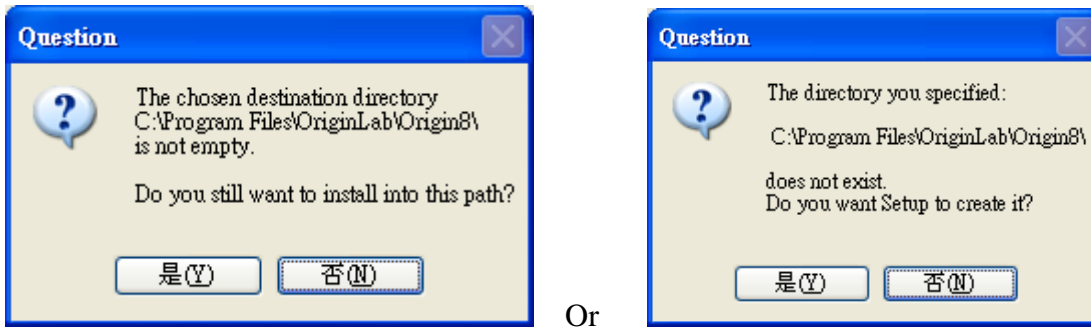 Question
The chosen destination directory
C:\Program Files\OriginLab\Origin8\
is not empty.
Do you still want to install into this path?
是(Y)
否(N)
Or
Question
The directory you specified:
C:\Program Files\OriginLab\Origin8\
does not exist.
Do you want Setup to create it?
是(Y)
否(N)